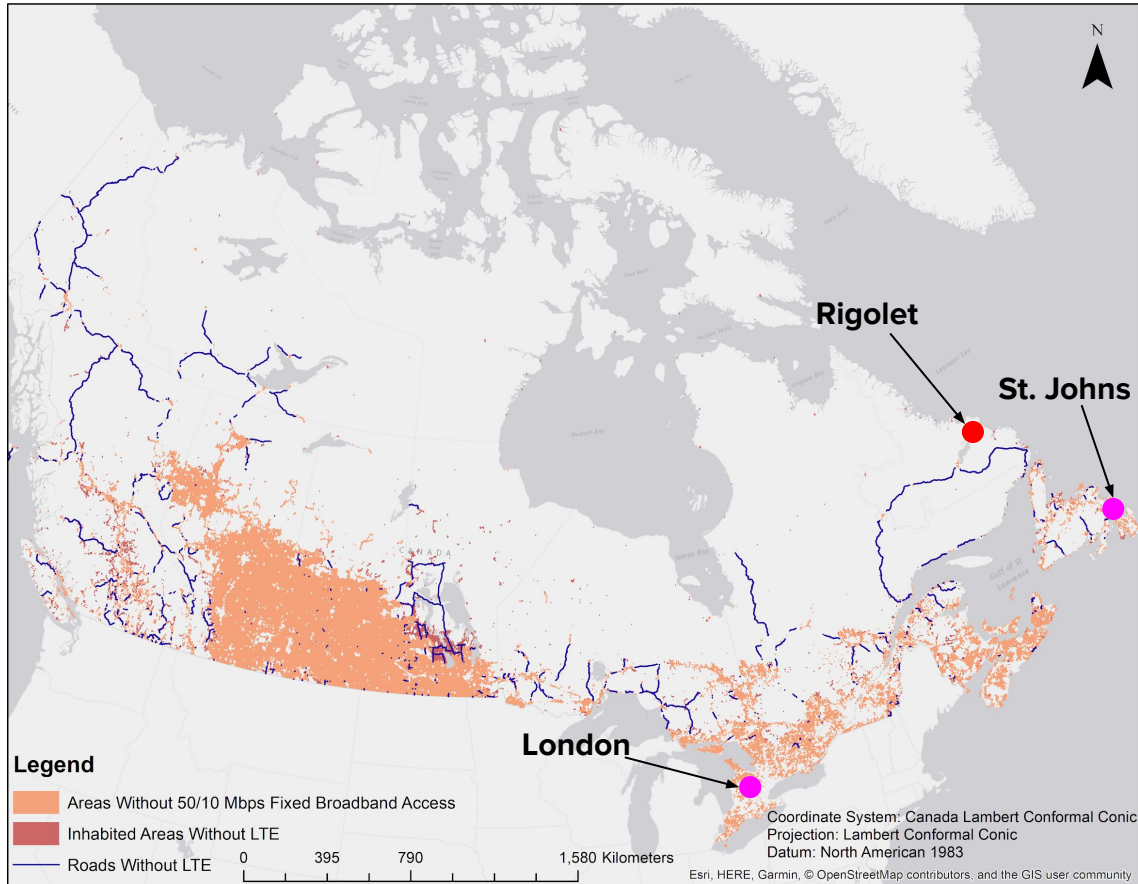 N
Rigolet
St. Johns
Labrador Sea
Hudson Bay
James Bay
CANADA
Gulf of St.
Lawrence
London
Legend
Areas Without 50/10 Mbps Fixed Broadband Access
Inhabited Areas Without LTE
Roads Without LTE
0 395 790 1,580 Kilometers
Coordinate System: Canada Lambert Conformal Conic
Projection: Lambert Conformal Conic
Datum: North American 1983
Esri, HERE, Garmin, © OpenStreetMap contributors, and the GIS user community